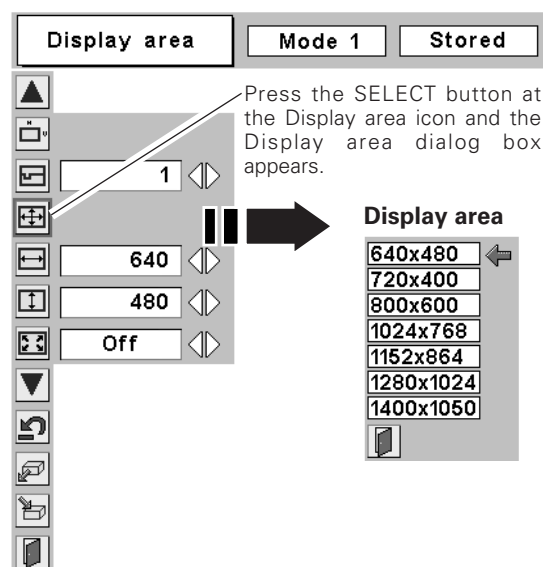 Display area
Mode 1
Stored
Press the SELECT button at
the Display area icon and the
Display area dialog box
appears.
H
V
1
640
480
Off
Display area
640x480
720x400
800x600
1024x768
1152x864
1280x1024
1400x1050